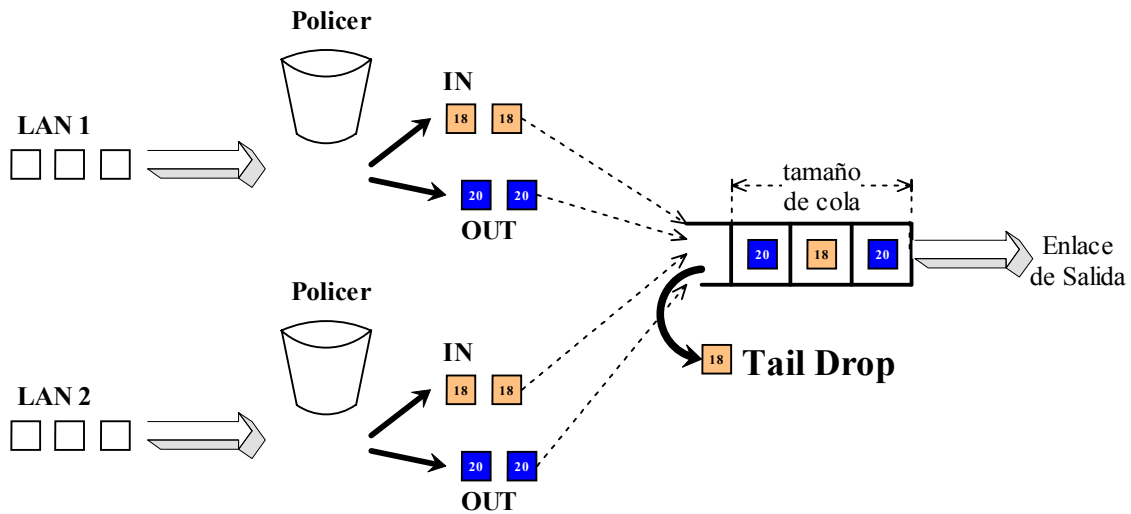 Policer
IN
18 18
LAN 1
20 20
OUT
tamaño
de cola
20 18 20
Enlace
de Salida
18
Tail Drop
Policer
IN
18 18
LAN 2
20 20
OUT